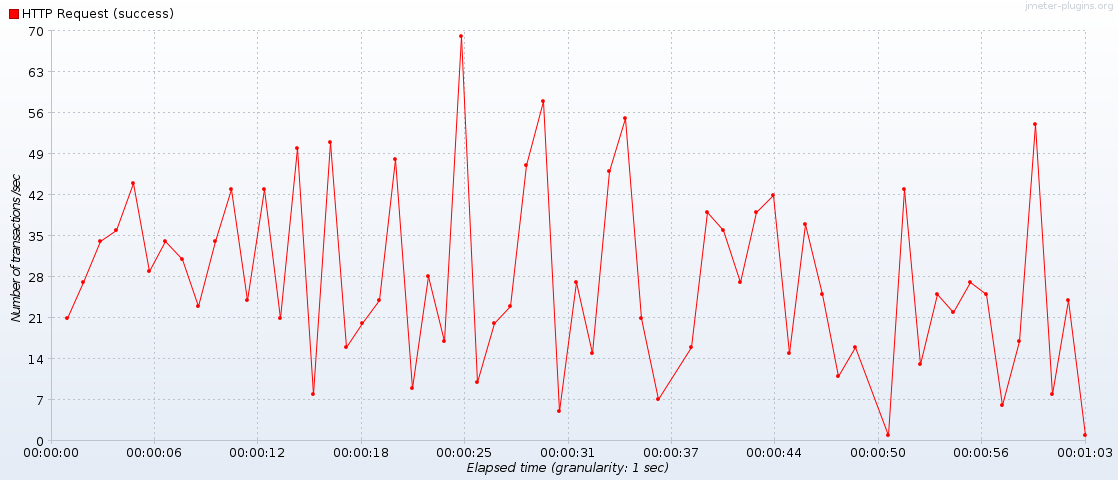 jmeter-plugins.org
HTTP Request (success)
70
63
56
49
42
35
28
21
14
7
0
Number of transactions /sec
00:00:00 00:00:06 00:00:12 00:00:18 00:00:25 00:00:31 00:00:37 00:00:44 00:00:50 00:00:56 00:01:03
Elapsed time (granularity: 1 sec)